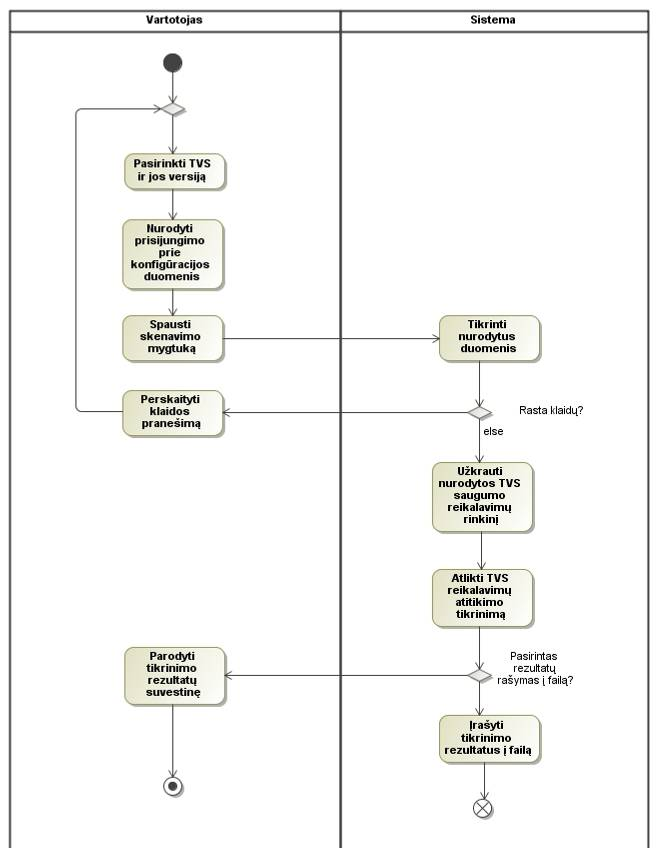 Vartotojas
Sistema
Pasirinkti TVS
ir jos versiją
Nurodyti
prisijungimo
prie
konfigūracijos
duomenis
Spausti
skenavimo
mygtuką
Tikrinti
nurodytus
duomenis
Perskaityti
klaidos
pranešimą
Rasta klaidų?
else
Užkrauti
nurodytos TVS
saugumo
reikalavimų
rinkinį
Atlikti TVS
reikalavimų
atitikimo
tikrinimą
Parodyti
tikrinimo
rezultatų
suvestinę
Pasirintas
rezultatų
rašymas į failą?
Įrašyti
tikrinimo
rezultatus į failą